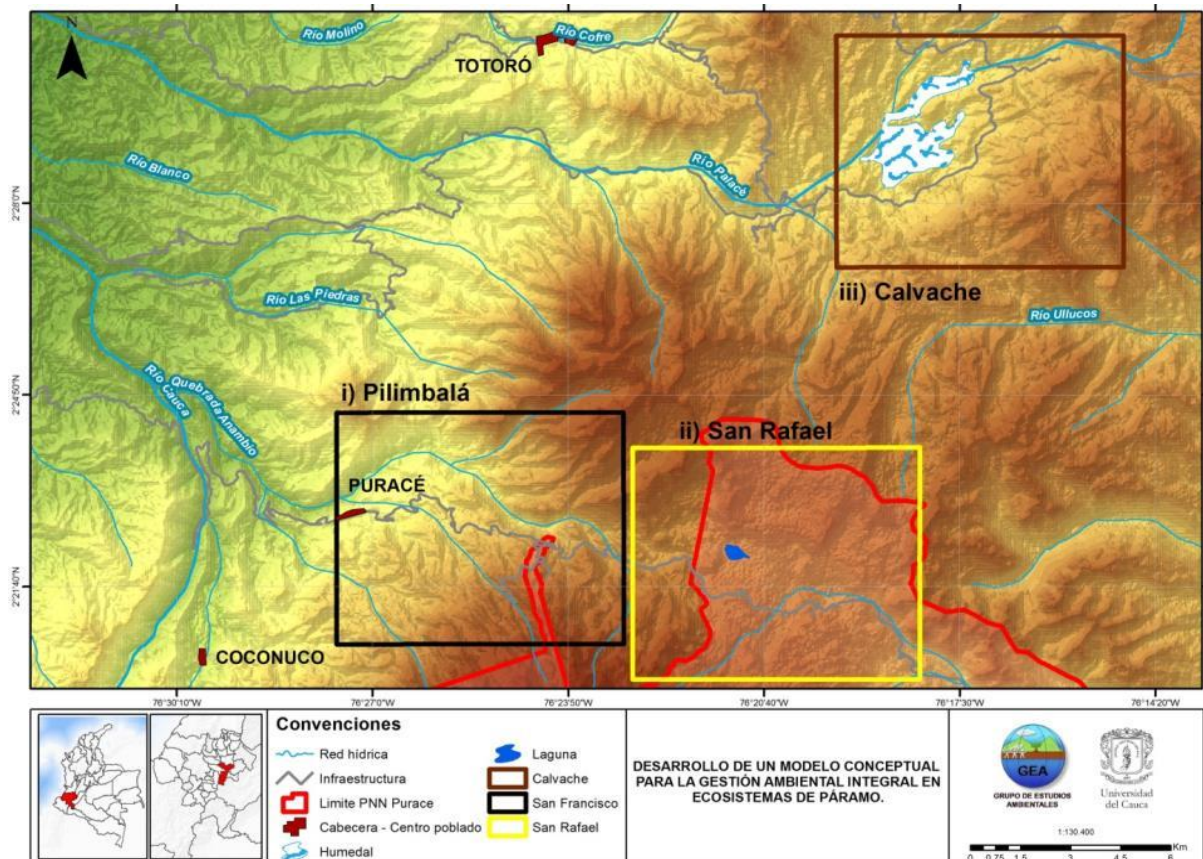 N
Río Molino
Río Cofre
TOTORÓ
Río Blanco
Río Palacé
2°28'0"N
iii) Calvache
Río Las Piedras
Río Ullucos
2°24'50"N
i) Pilimbalá
Río Cauca
Quebrada Anambío
ii) San Rafael
PURACÉ
2°21'40"N
COCONUCO
76°30'10"W
76°27'0"W
76°23'50"W
76°20'40"W
76°17'30"W
76°14'20"W
Convenciones
Red hídrica
Infraestructura
Limite PNN Purace
Cabecera - Centro poblado
Humedal
Laguna
Calvache
San Francisco
San Rafael
DESARROLLO DE UN MODELO CONCEPTUAL
PARA LA GESTIÓN AMBIENTAL INTEGRAL EN
ECOSISTEMAS DE PÁRAMO.
GEA
GRUPO DE ESTUDIOS
AMBIENTALES
Universidad
del Cauca
1:130.400
Km
0 0,75 1,5 3 4,5 6